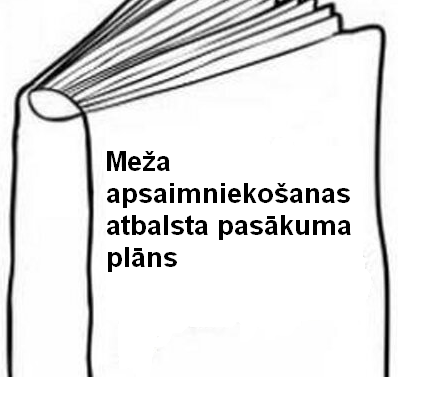 Meža
apsaimniekošanas
atbalsta pasākuma
plāns